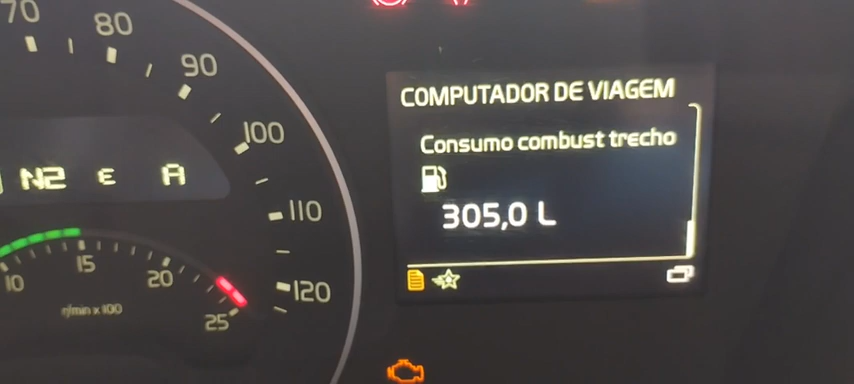 70
80
90
100
110
120
N2 E A
10
15
20
25
r/min x 100
COMPUTADOR DE VIAGEM
Consumo combust trecho
305,0 L